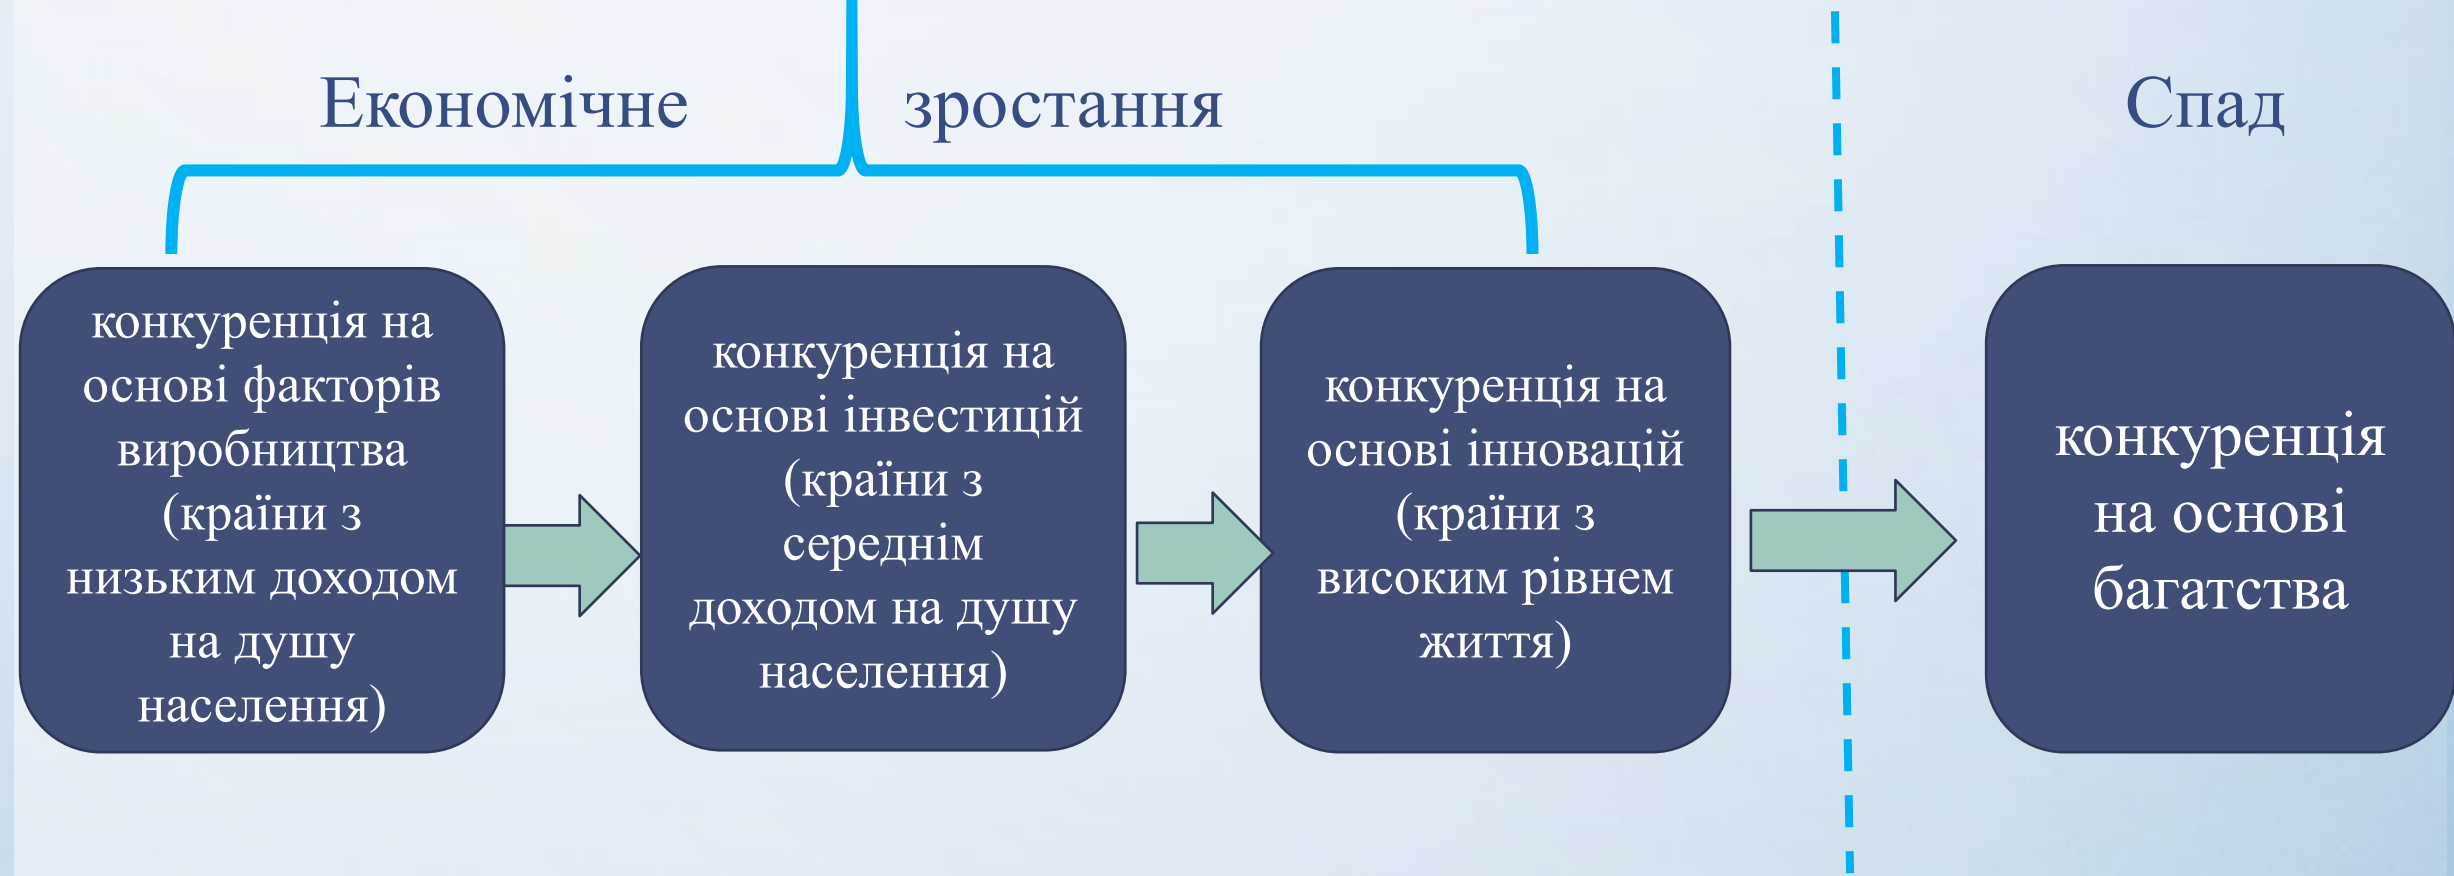 Економічне зростання
Спад
конкуренція на
основі факторів
виробництва
(країни з
низьким доходом
на душу
населення)
конкуренція на
основі інвестицій
(країни з
середнім
доходом на душу
населення)
конкуренція на
основі інновацій
(країни з
високим рівнем
життя)
конкуренція
на основі
багатства